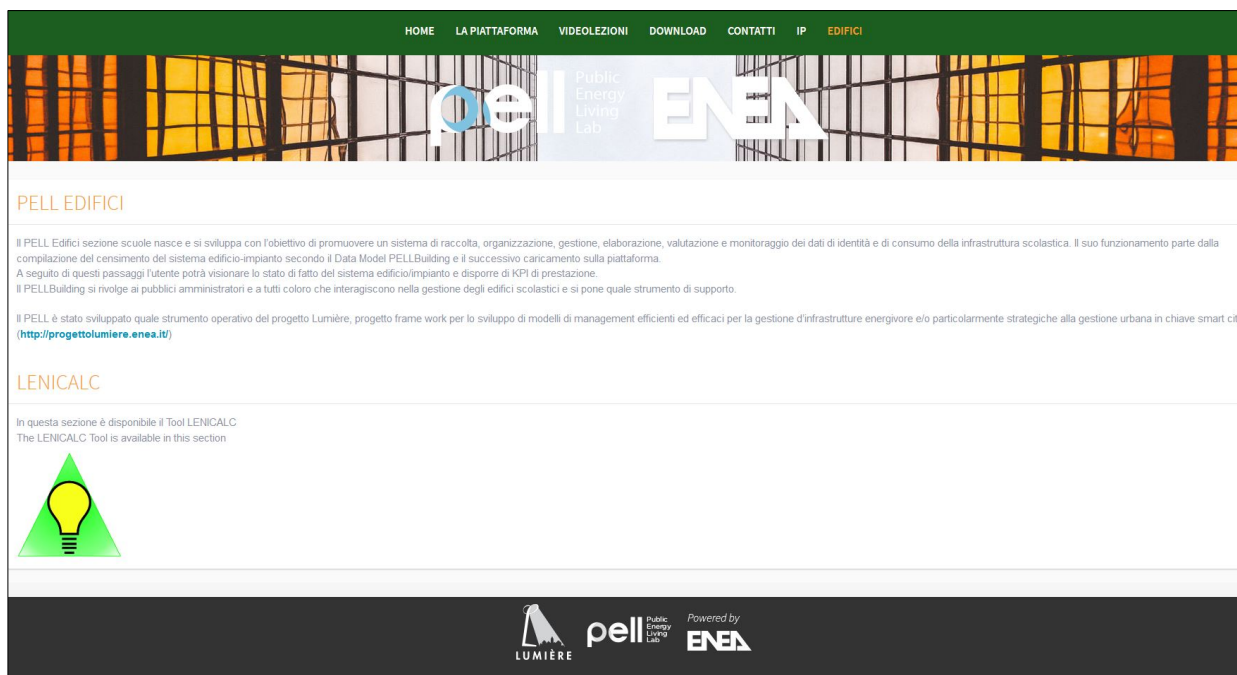 HOME LA PIATTAFORMA VIDEOLEZIONI DOWNLOAD CONTATTI IP EDIFICI
pell Public
Energy
Living
Lab
ENEA
PELL EDIFICI
Il PELL Edifici sezione scuole nasce e si sviluppa con l'obiettivo di promuovere un sistema di raccolta, organizzazione, gestione, elaborazione, valutazione e monitoraggio dei dati di identità e di consumo della infrastruttura scolastica. Il suo funzionamento parte dalla
compilazione del censimento del sistema edificio-impianto secondo il Data Model PELLBuilding e il successivo caricamento sulla piattaforma.
A seguito di questi passaggi l'utente potrà visionare lo stato di fatto del sistema edificio/impianto e disporre di KPI di prestazione.
Il PELLBuilding si rivolge ai pubblici amministratori e a tutti coloro che interagiscono nella gestione degli edifici scolastici e si pone quale strumento di supporto.
Il PELL è stato sviluppato quale strumento operativo del progetto Lumière, progetto frame work per lo sviluppo di modelli di management efficienti ed efficaci per la gestione d'infrastrutture energivore e/o particolarmente strategiche alla gestione urbana in chiave smart cit
(http://progettolumiere.enea.it/)
LENICALC
In questa sezione è disponibile il Tool LENICALC
The LENICALC Tool is available in this section
LUMIÈRE
pell Public
Energy
Living
Lab
Powered by
ENEA